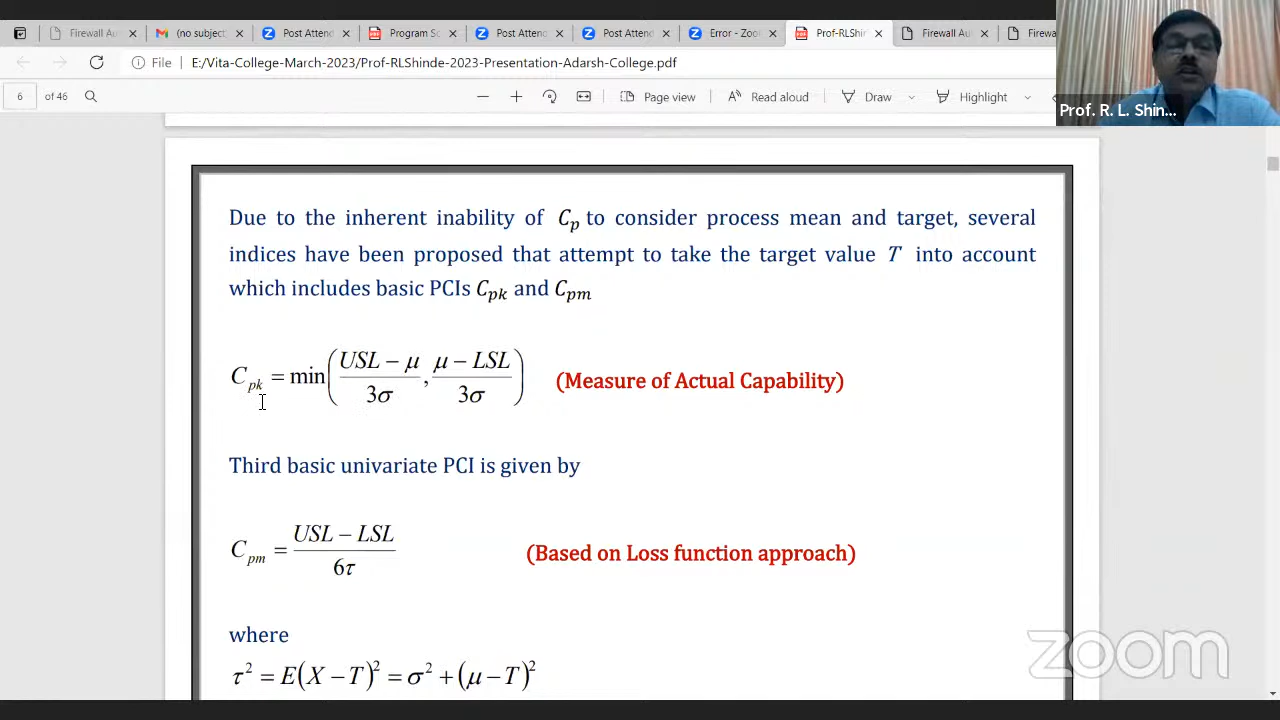 Firewall Au
(no subject
Post Attend
Program Sc
Post Attend
Post Attend
Error - Zoo
Prof-RLShin
Firewall Au
Firewa
File E:/Vita-College-March-2023/Prof-RLShinde-2023-Presentation-Adarsh-College.pdf
6 of 46 Page view Read aloud Draw Highlight
Prof. R. L. Shin...
Due to the inherent inability of C_p to consider process mean and target, several
indices have been proposed that attempt to take the target value T into account
which includes basic PCIs C_pk and C_pm
C_pk = min( (USL − μ)/3σ , (μ − LSL)/3σ ) (Measure of Actual Capability)
Third basic univariate PCI is given by
C_pm = (USL − LSL)/6τ (Based on Loss function approach)
where
τ² = E(X − T)² = σ² + (μ − T)²
zoom